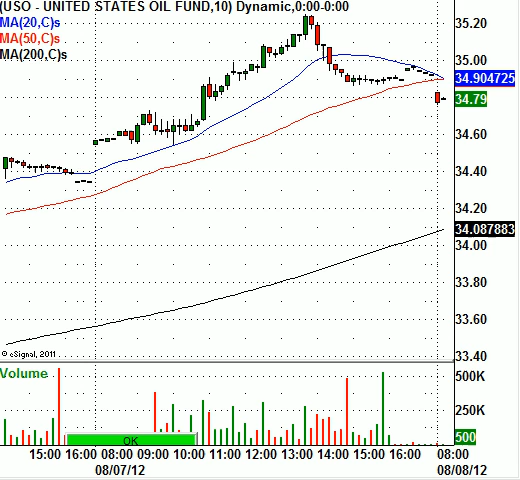 (USO - UNITED STATES OIL FUND,10) Dynamic,0:00-0:00
MA(20,C)s
MA(50,C)s
MA(200,C)s
35.20
35.00
34.904725
34.79
34.60
34.40
34.20
34.087883
34.00
33.80
33.60
33.40
© eSignal, 2011
Volume
500K
250K
500
OK
15:00 16:00 08:00 09:00 10:00 11:00 12:00 13:00 14:00 15:00 16:00 08:00
08/07/12 08/08/12